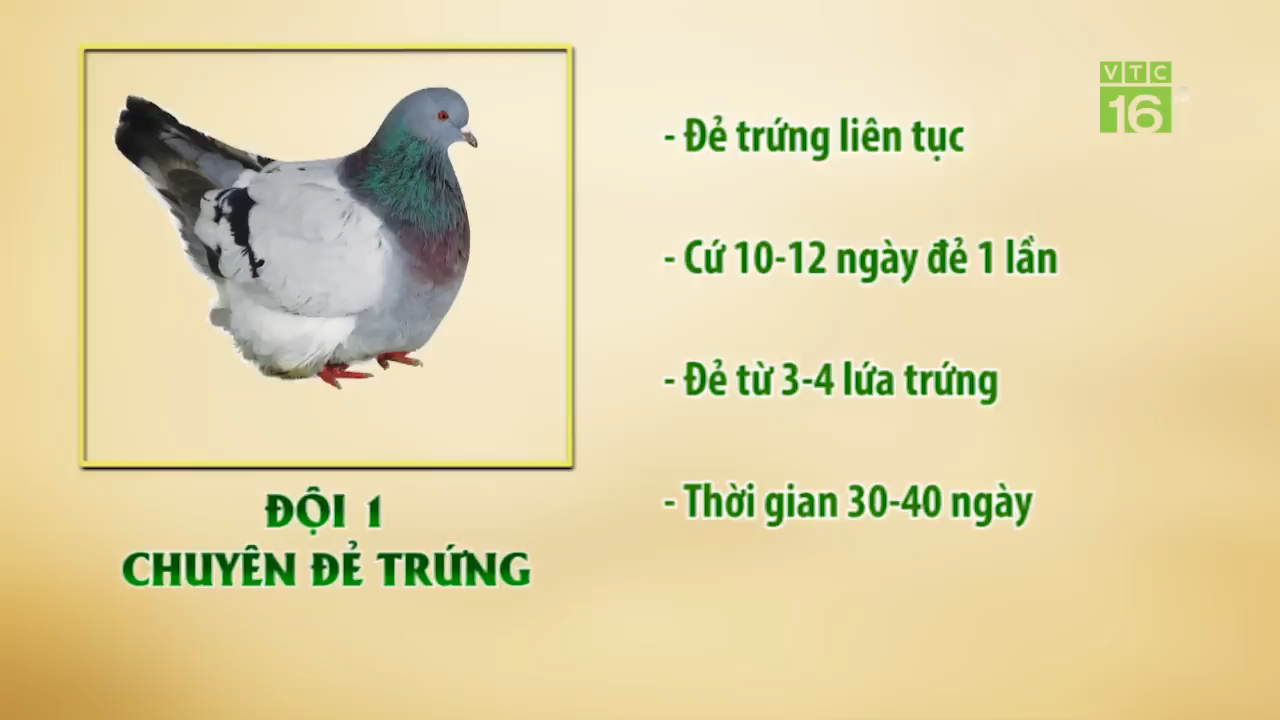 VTC
16
- Đẻ trứng liên tục
- Cứ 10-12 ngày đẻ 1 lần
- Đẻ từ 3-4 lứa trứng
- Thời gian 30-40 ngày
ĐỘI 1
CHUYÊN ĐẺ TRỨNG